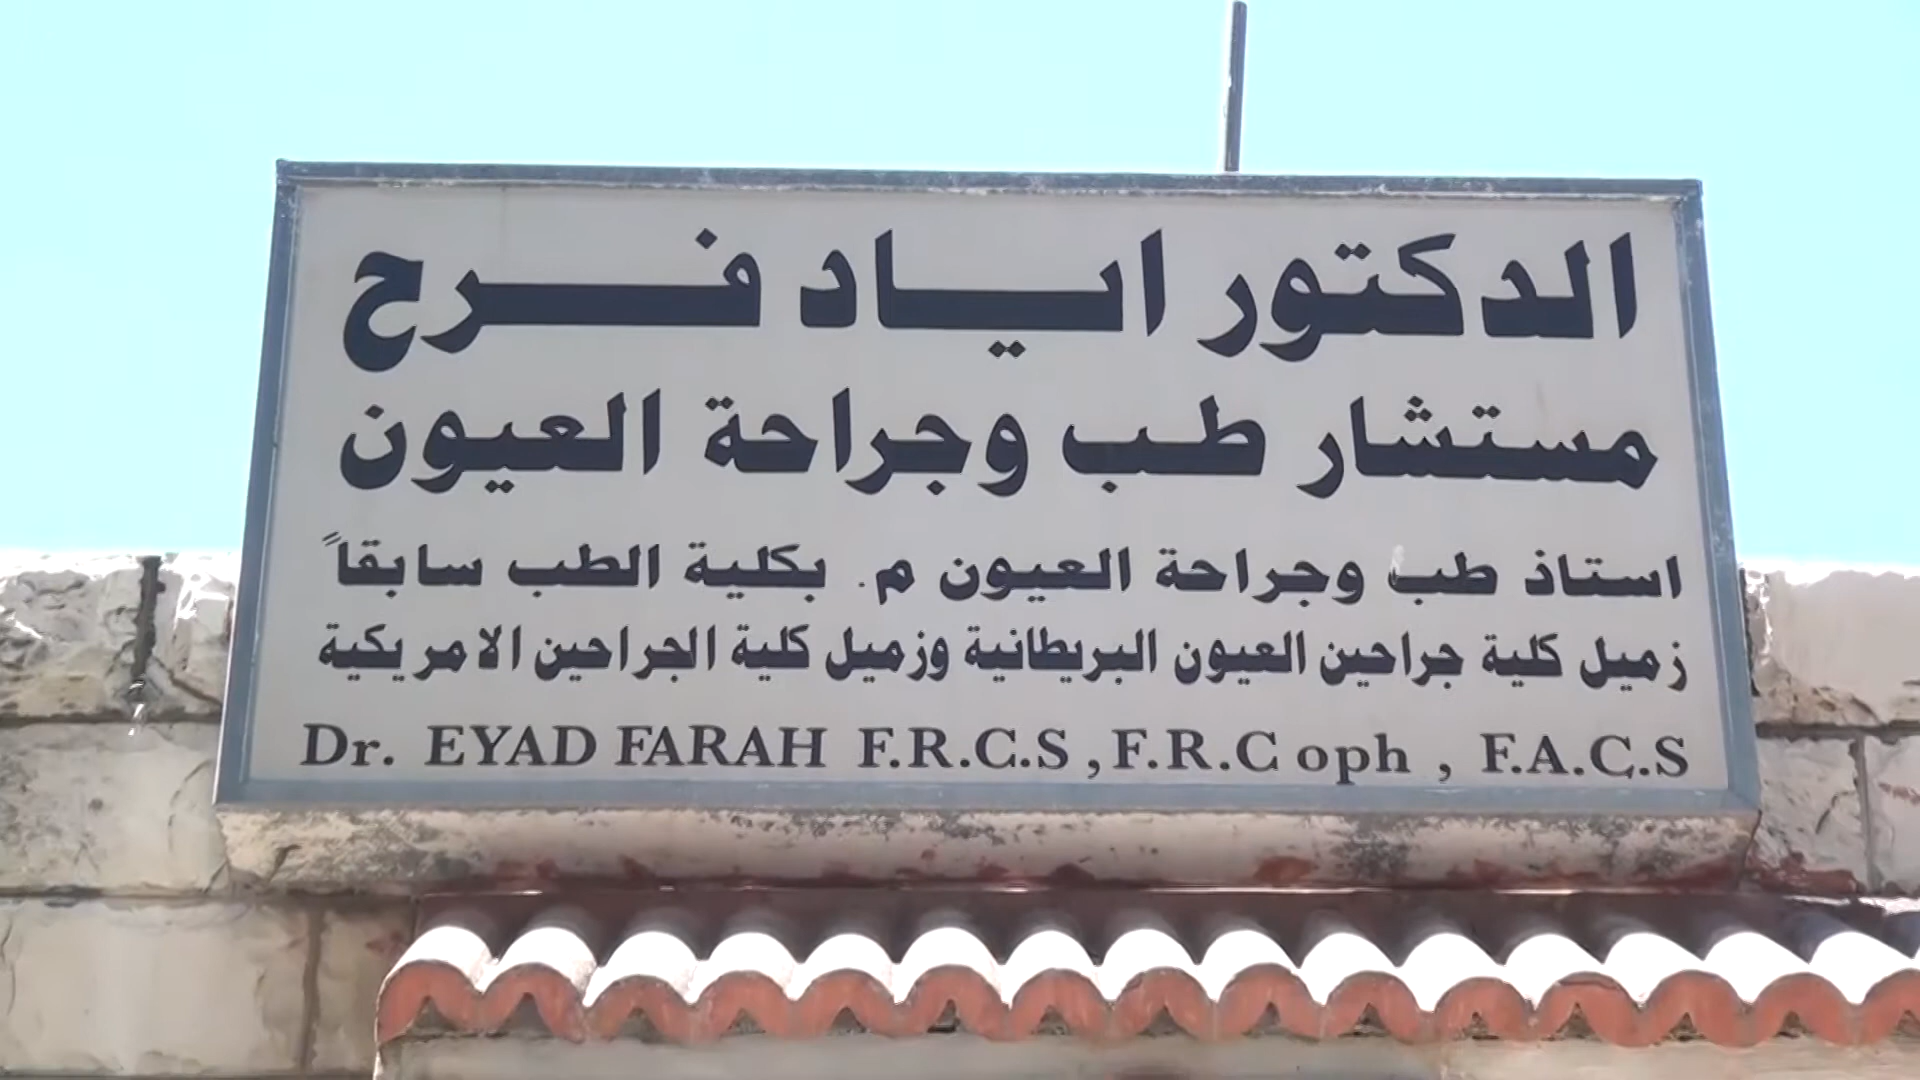 الدكتور اياد فرح
مستشار طب وجراحة العيون
استاذ طب وجراحة العيون م. بكلية الطب سابقاً
زميل كلية جراحين العيون البريطانية وزميل كلية الجراحين الامريكية
Dr. EYAD FARAH F.R.C.S , F.R.C oph , F.A.C.S